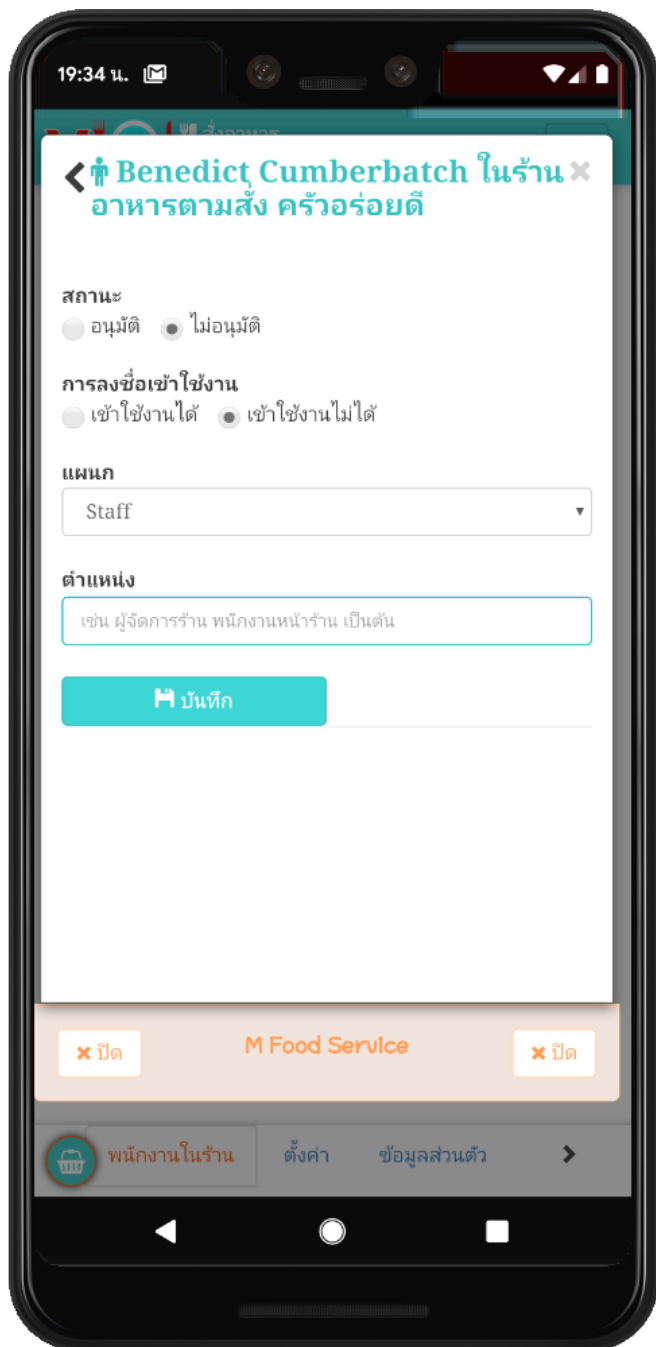 19:34 น.
สั่งอาหาร
Benedict Cumberbatch ในร้าน
อาหารตามสั่ง ครัวอร่อยดี
สถานะ
อนุมัติ ไม่อนุมัติ
การลงชื่อเข้าใช้งาน
เข้าใช้งานได้ เข้าใช้งานไม่ได้
แผนก
Staff
ตำแหน่ง
เช่น ผู้จัดการร้าน พนักงานหน้าร้าน เป็นต้น
บันทึก
ปิด M Food Service ปิด
พนักงานในร้าน ตั้งค่า ข้อมูลส่วนตัว